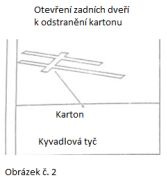 Otevření zadních dveří
k odstranění kartonu
Karton
Kyvadlová tyč
Obrázek č. 2